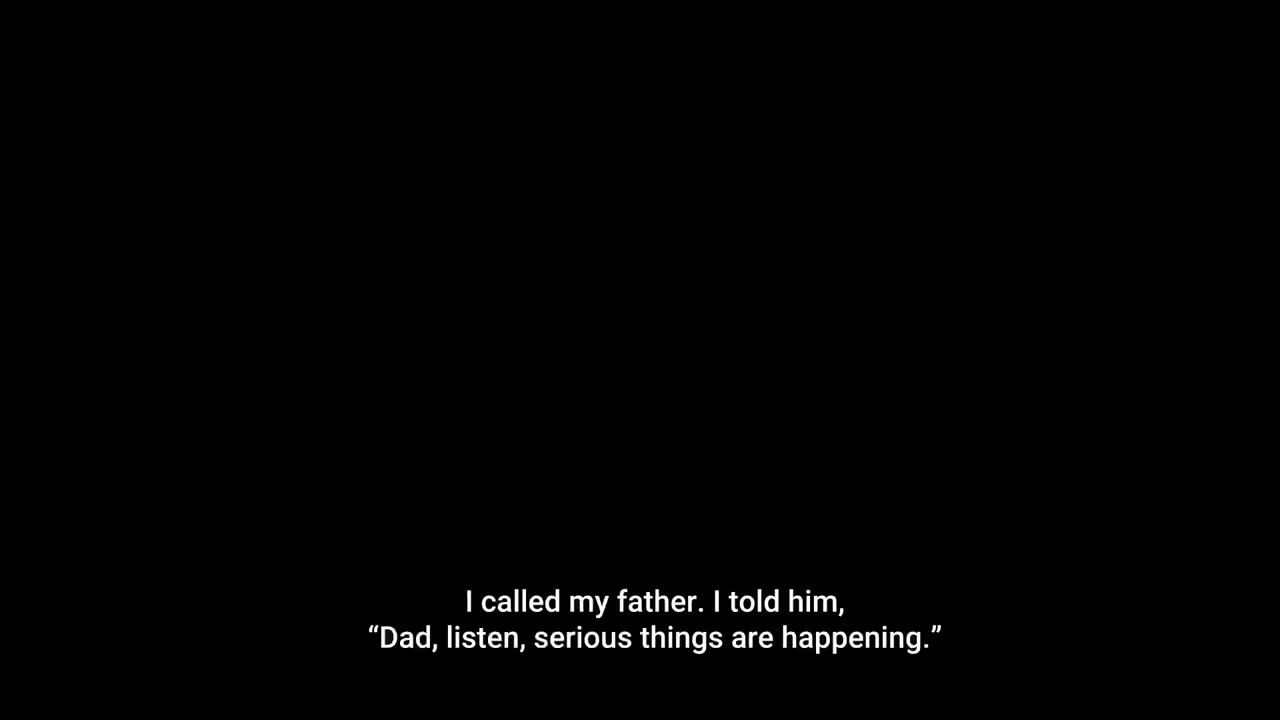 I called my father. I told him,
“Dad, listen, serious things are happening.”